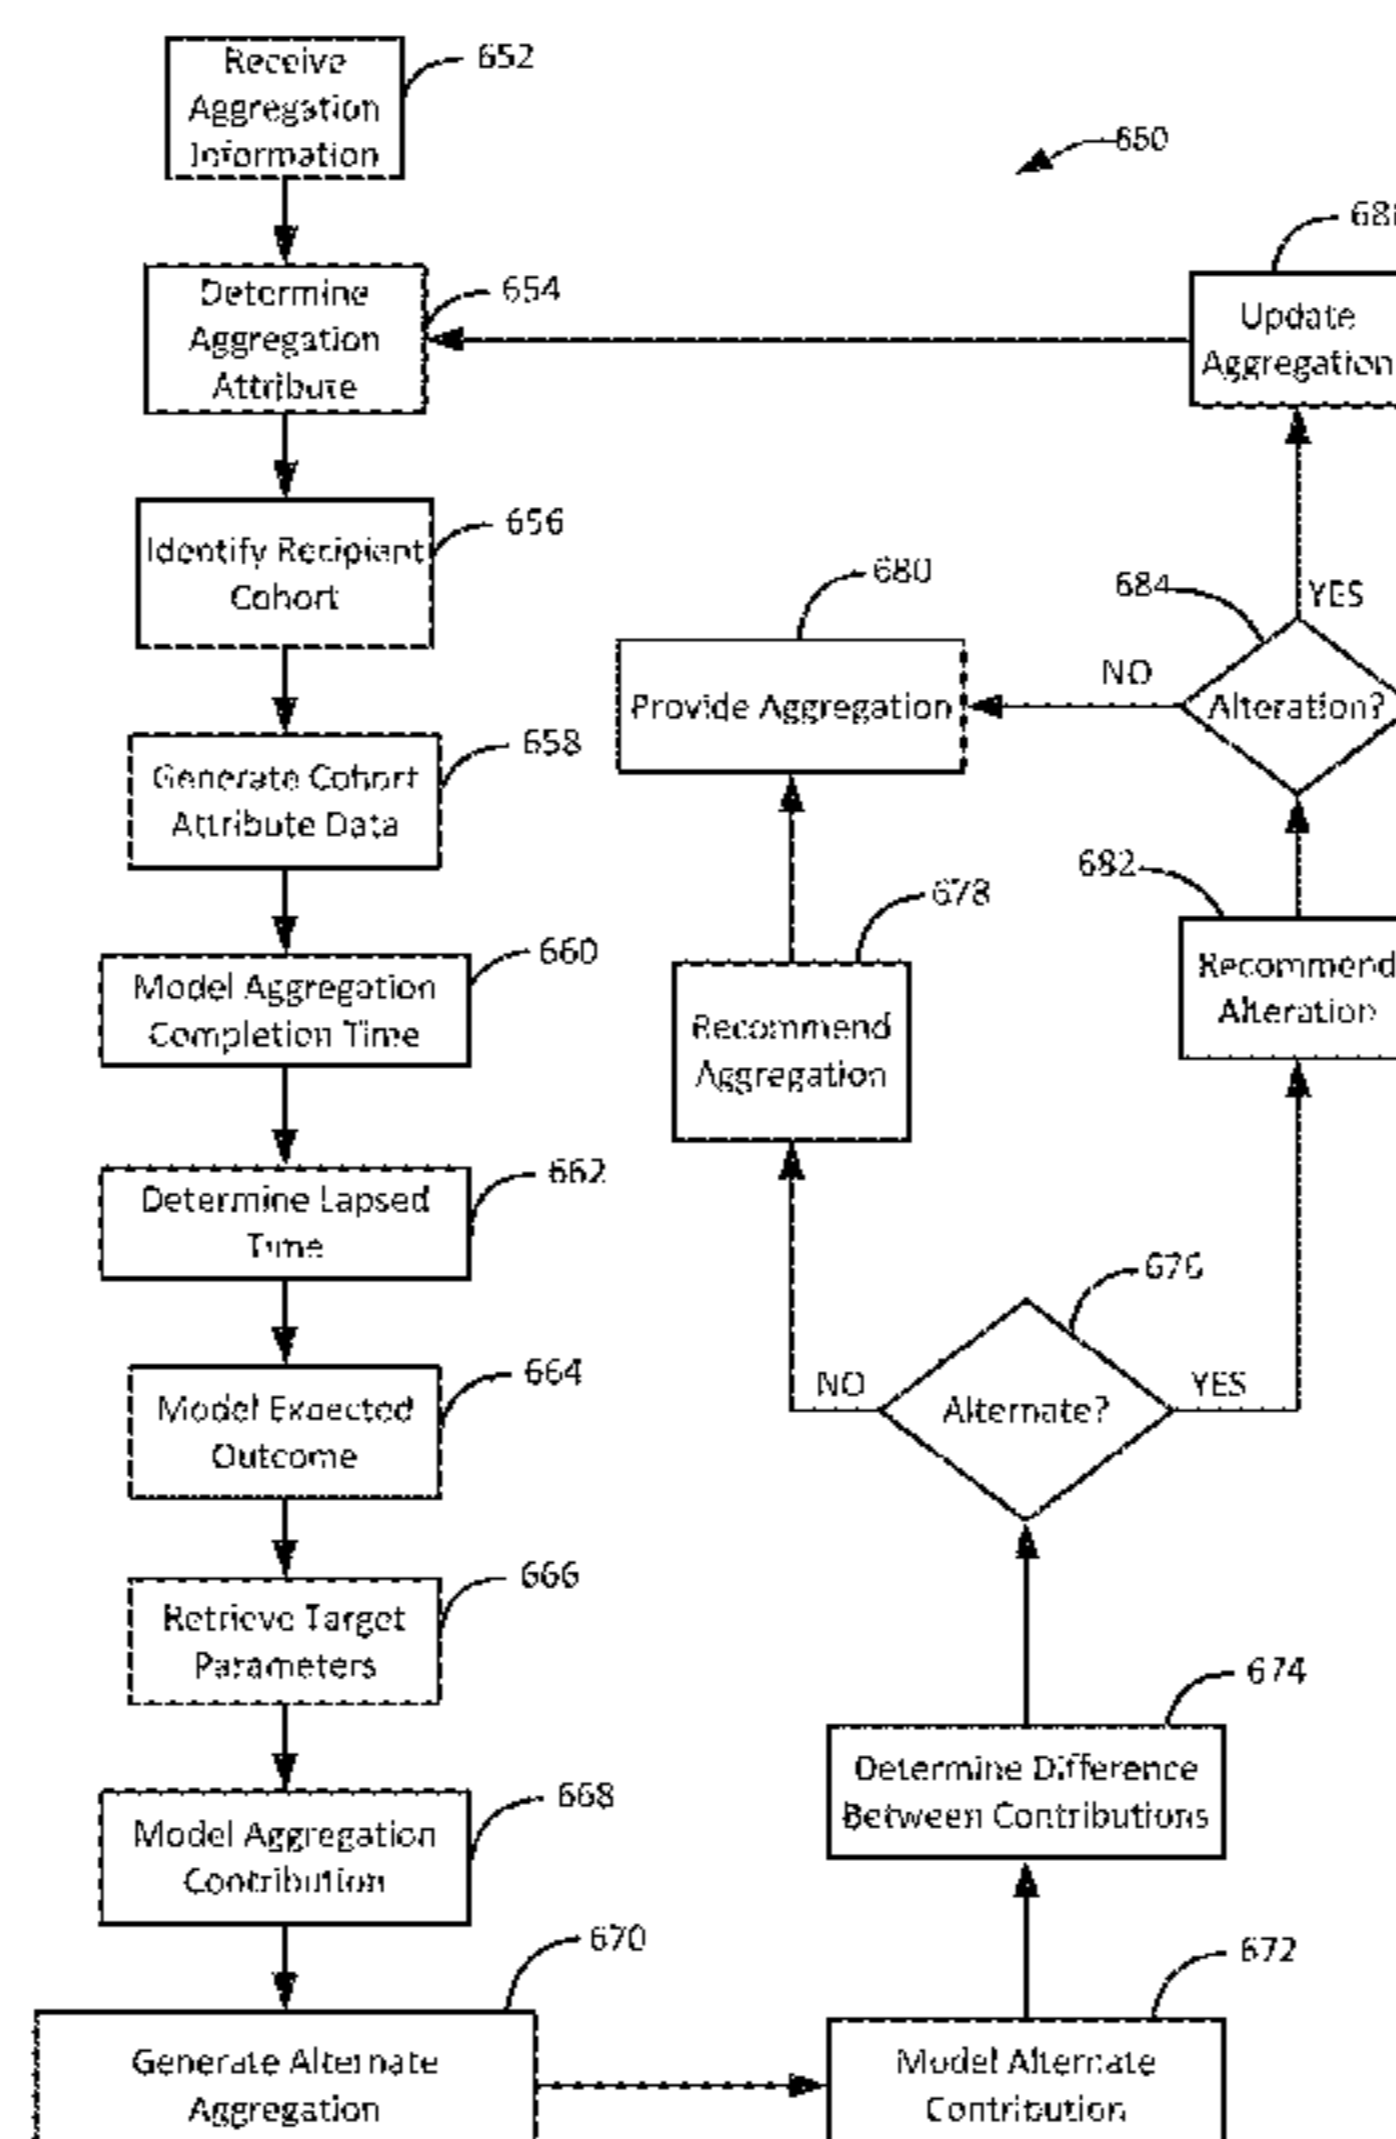 Receive
Aggregation
Information
652
650
Determine
Aggregation
Attribute
654
Update
Aggregation
Identify Recipient
Cohort
656
680
684
YES
Provide Aggregation
NO
Alteration?
Generate Cohort
Attribute Data
658
682
678
Model Aggregation
Completion Time
660
Recommend
Aggregation
Recommend
Alteration
Determine Lapsed
Time
662
676
Model Expected
Outcome
664
NO
Alternate?
YES
Retrieve Target
Parameters
666
674
Determine Difference
Between Contributions
Model Aggregation
Contribution
668
670
672
Generate Alternate
Aggregation
Model Alternate
Contribution